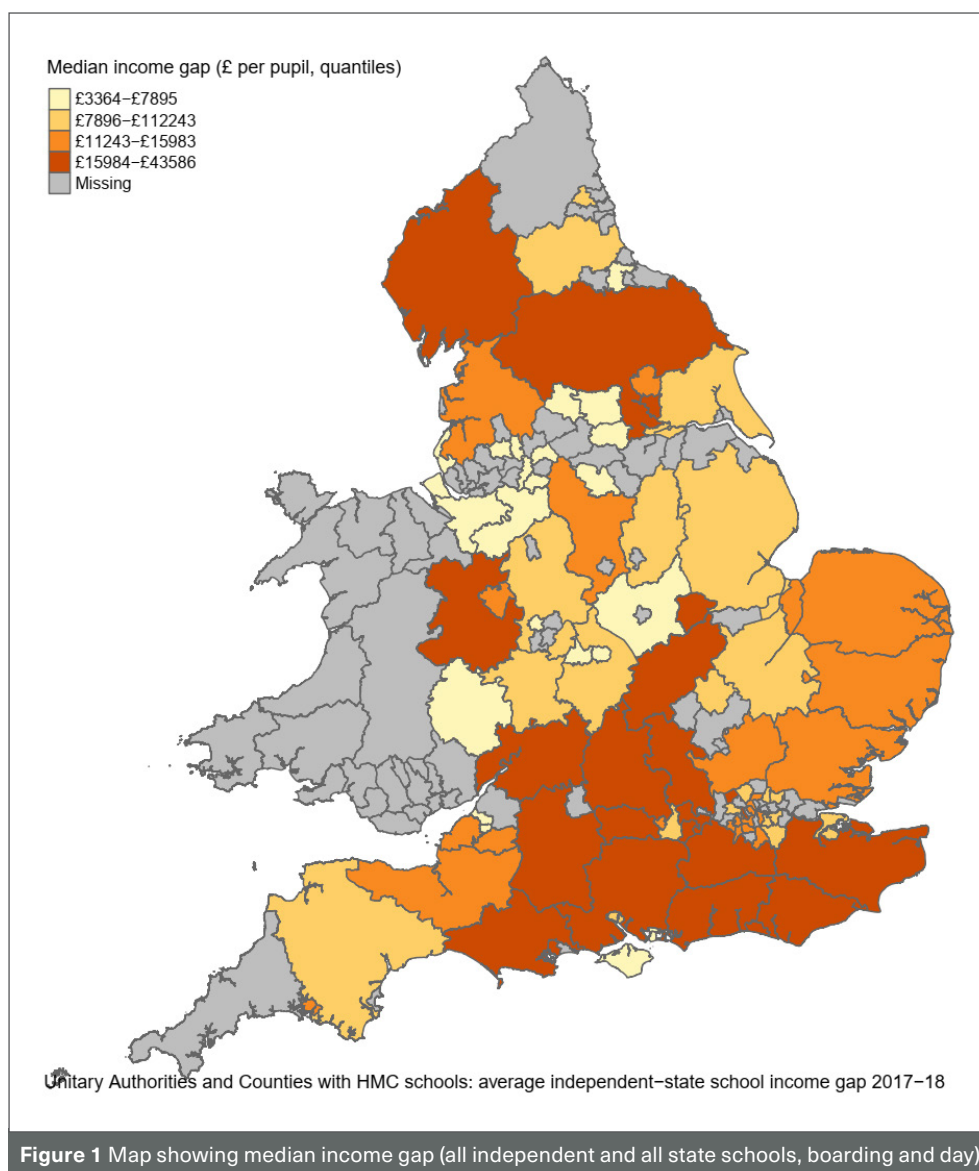 Median income gap (£ per pupil, quantiles)
£3364–£7895
£7896–£112243
£11243–£15983
£15984–£43586
Missing
Unitary Authorities and Counties with HMC schools: average independent–state school income gap 2017–18
Figure 1 Map showing median income gap (all independent and all state schools, boarding and day)